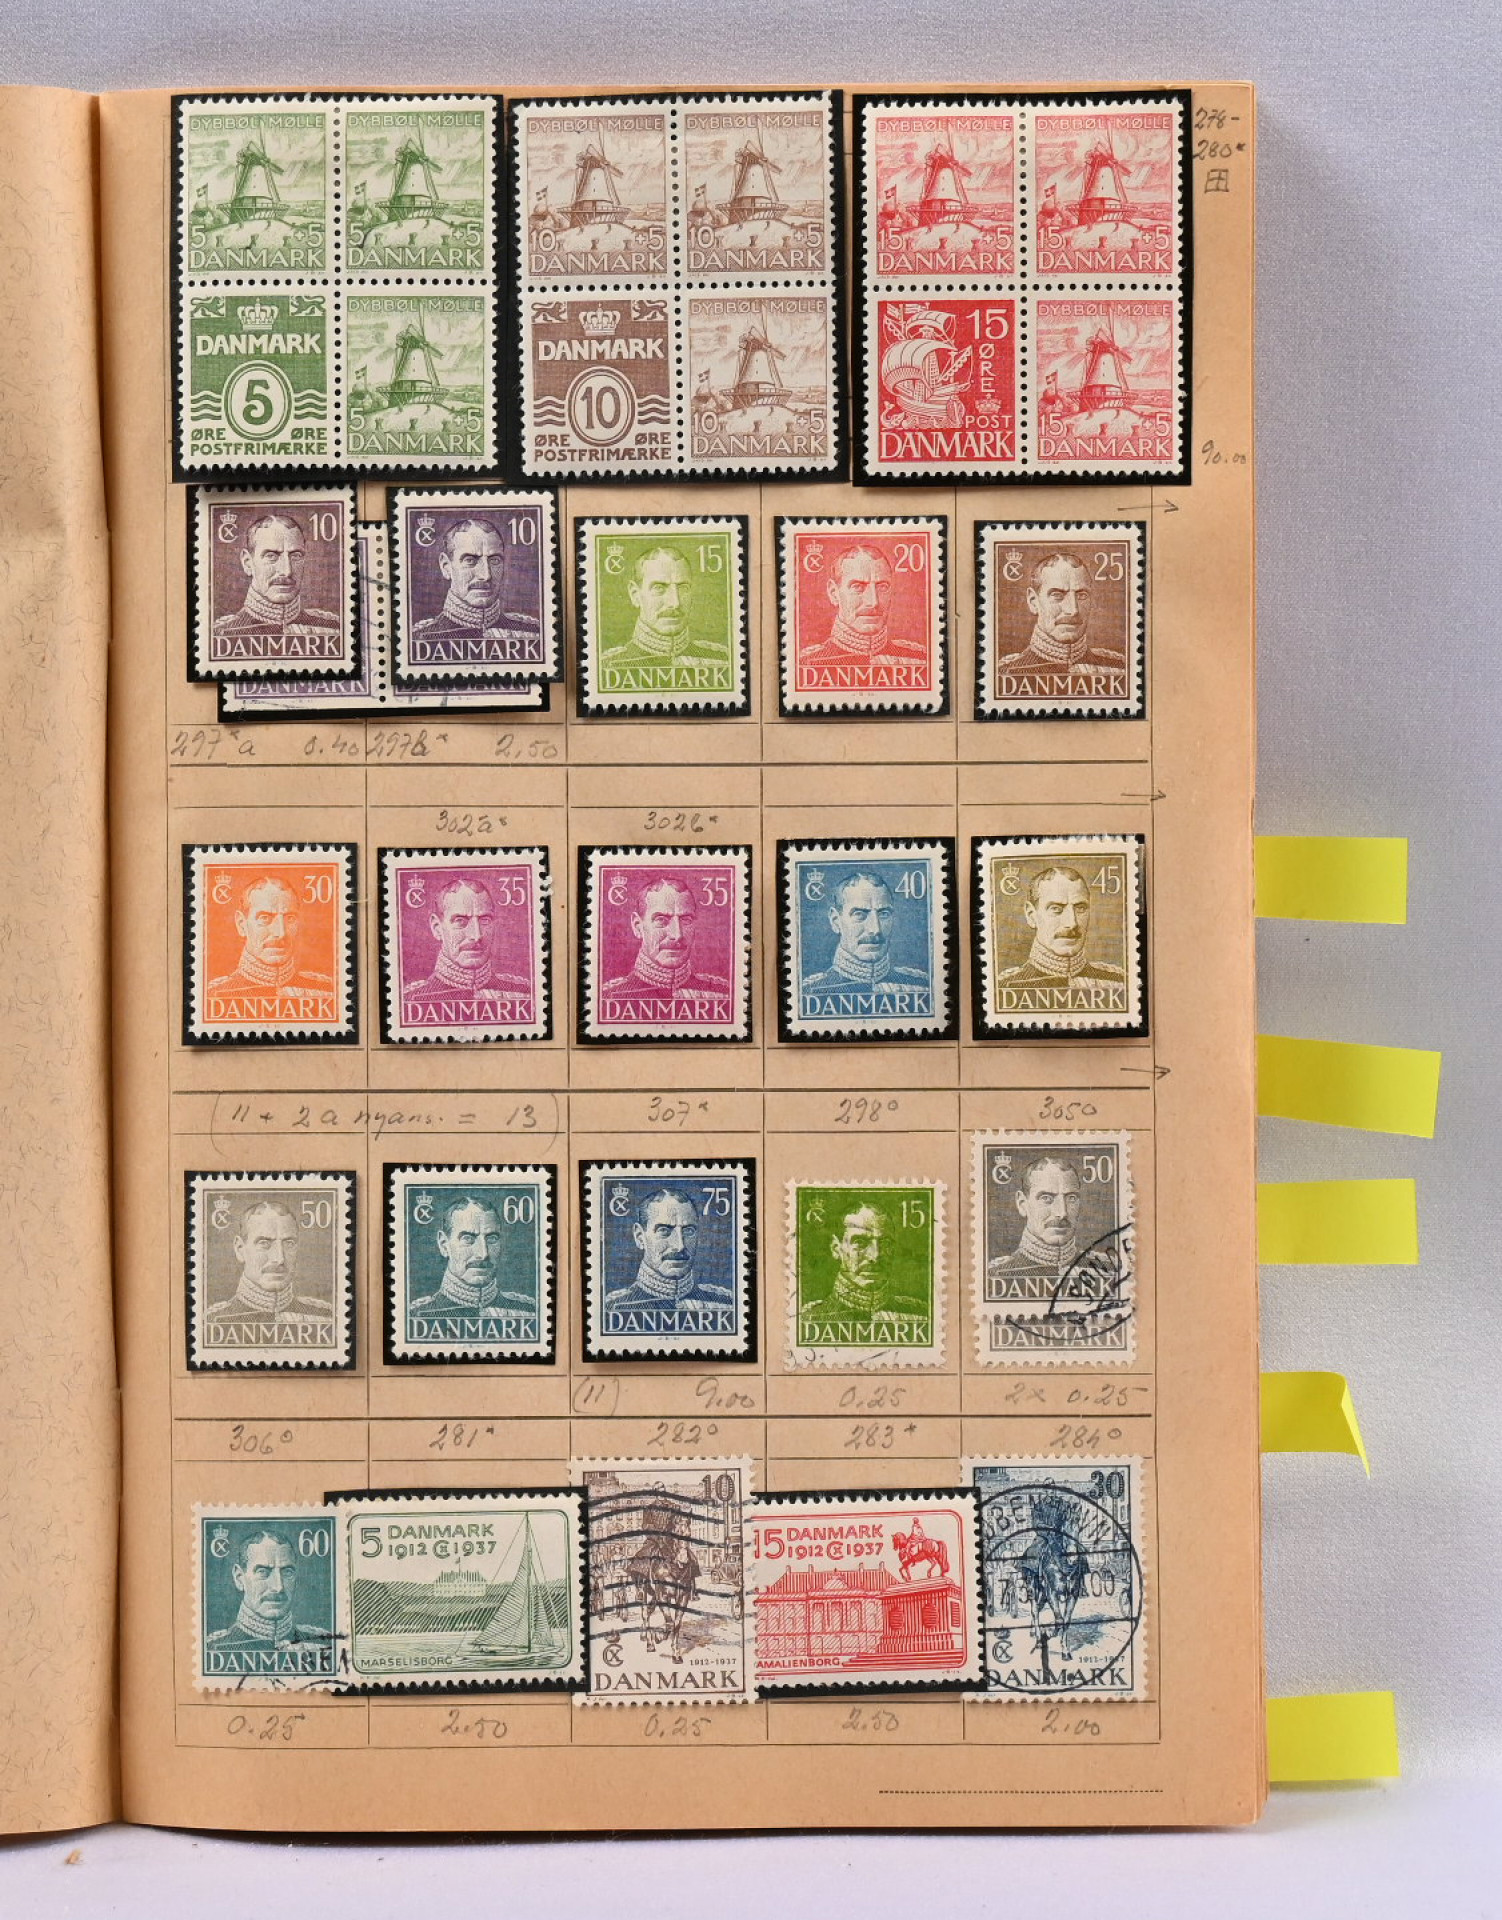 DYBBØL MØLLE DYBBØL MØLLE
5 +5 5 +5
DANMARK DANMARK
DANMARK
5
ØRE ØRE
POSTFRIMÆRKE
DYBBØL MØLLE
5 +5
DANMARK
DYBBØL MØLLE DYBBØL MØLLE
10 +5 10 +5
DANMARK DANMARK
DANMARK
10
ØRE ØRE
POSTFRIMÆRKE
DYBBØL MØLLE
10 +5
DANMARK
DYBBØL MØLLE DYBBØL MØLLE
15 +5 15 +5
DANMARK DANMARK
15
ØRE
POST
DANMARK
DYBBØL MØLLE
15 +5
DANMARK
278-
280*
90.00
10
DANMARK
10
DANMARK
DANMARK
15
DANMARK
20
DANMARK
25
DANMARK
297*a 0.40 297b* 2.50
302a* 302b*
30
DANMARK
35
DANMARK
35
DANMARK
40
DANMARK
45
DANMARK
(11 + 2 a nyans. = 13) 307* 298° 305°
50
DANMARK
60
DANMARK
75
DANMARK
15
DANMARK
50
DANMARK
DANMARK
(11) 9.00 0.25 2x 0.25
306° 281* 282° 283* 284°
60
DANMARK
5 DANMARK
1912 CX 1937
MARSELISBORG
10
1912-1937
DANMARK
15 DANMARK
1912 CX 1937
AMALIENBORG
30
1912-1937
DANMARK
0.25 2.50 0.25 2.50 2.00